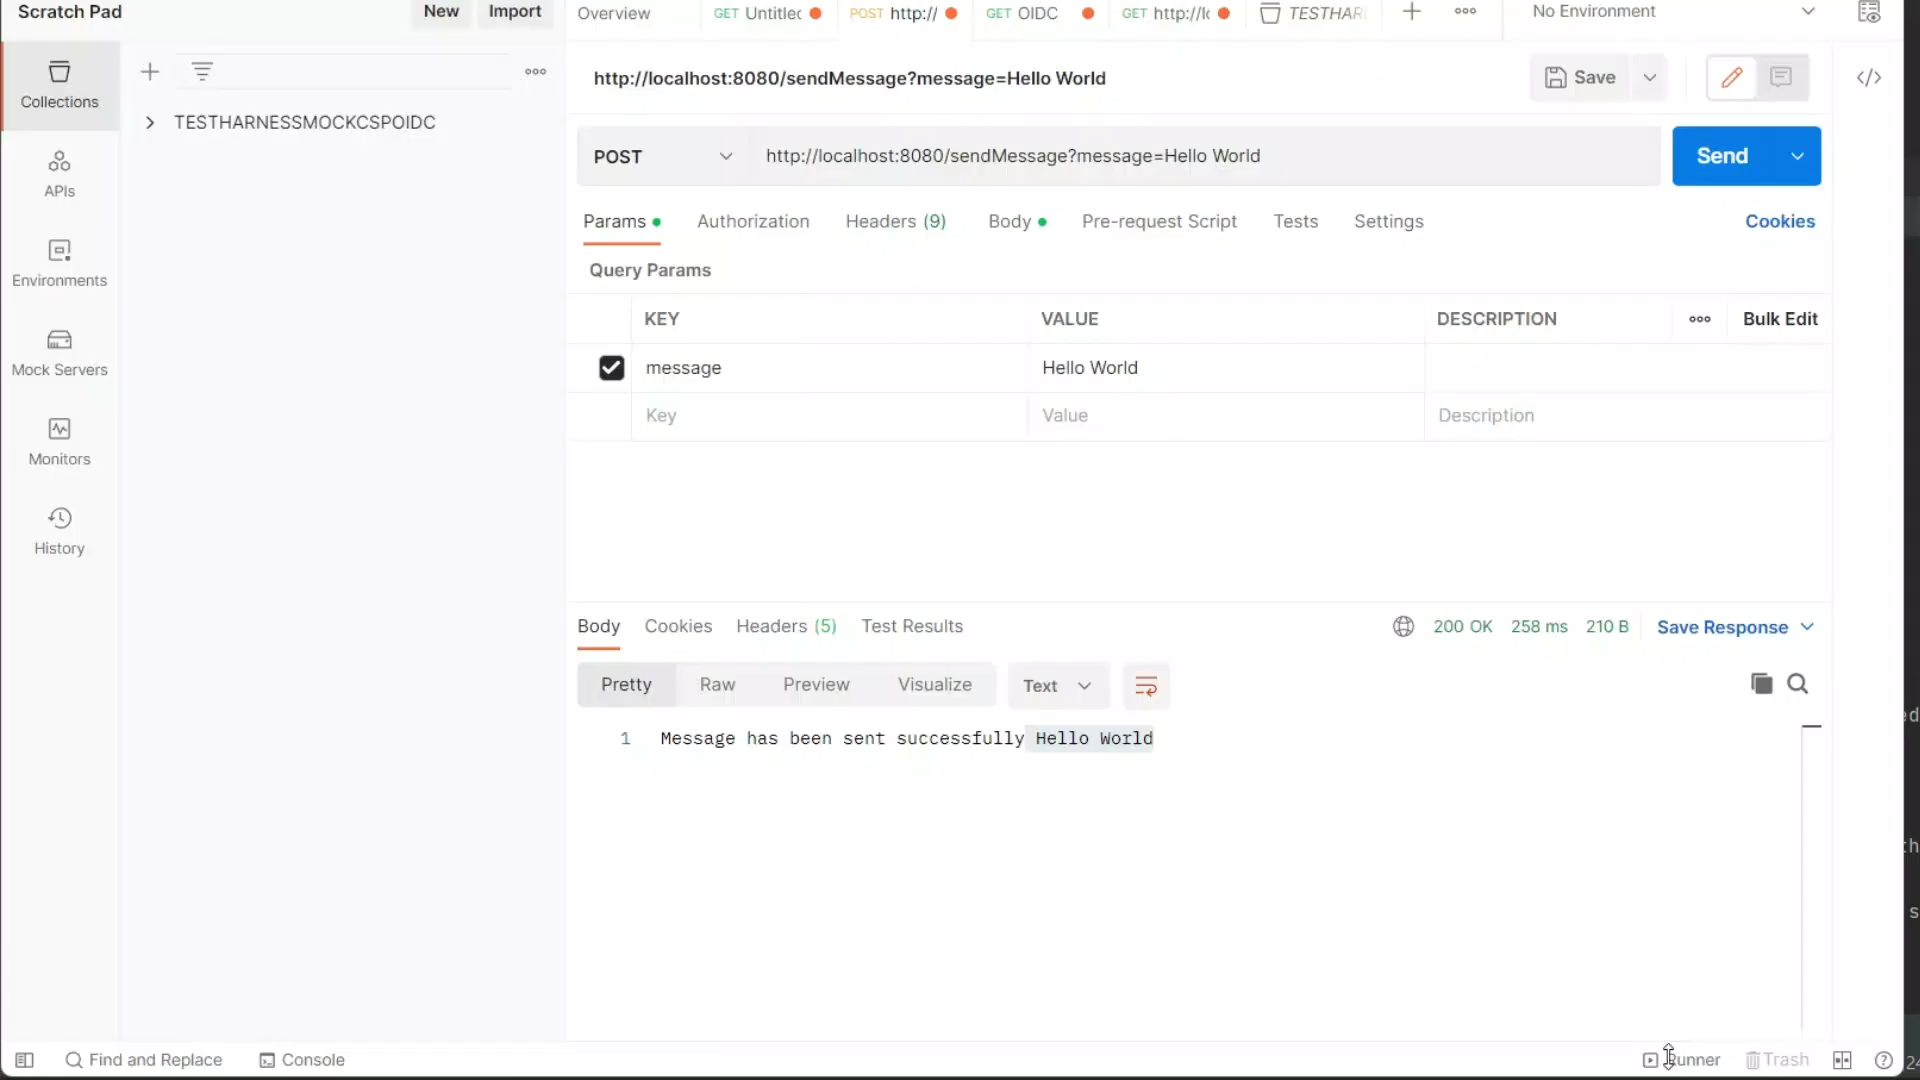 Scratch Pad New Import Overview GET Untitlec POST http:// GET OIDC GET http://lc TESTHAR No Environment
Collections
APIs
Environments
Mock Servers
Monitors
History
TESTHARNESSMOCKCSPOIDC
http://localhost:8080/sendMessage?message=Hello World Save
POST http://localhost:8080/sendMessage?message=Hello World Send
Params Authorization Headers (9) Body Pre-request Script Tests Settings Cookies
Query Params
KEY VALUE DESCRIPTION Bulk Edit
message Hello World
Key Value Description
Body Cookies Headers (5) Test Results 200 OK 258 ms 210 B Save Response
Pretty Raw Preview Visualize Text
1 Message has been sent successfully Hello World
Find and Replace Console Runner Trash